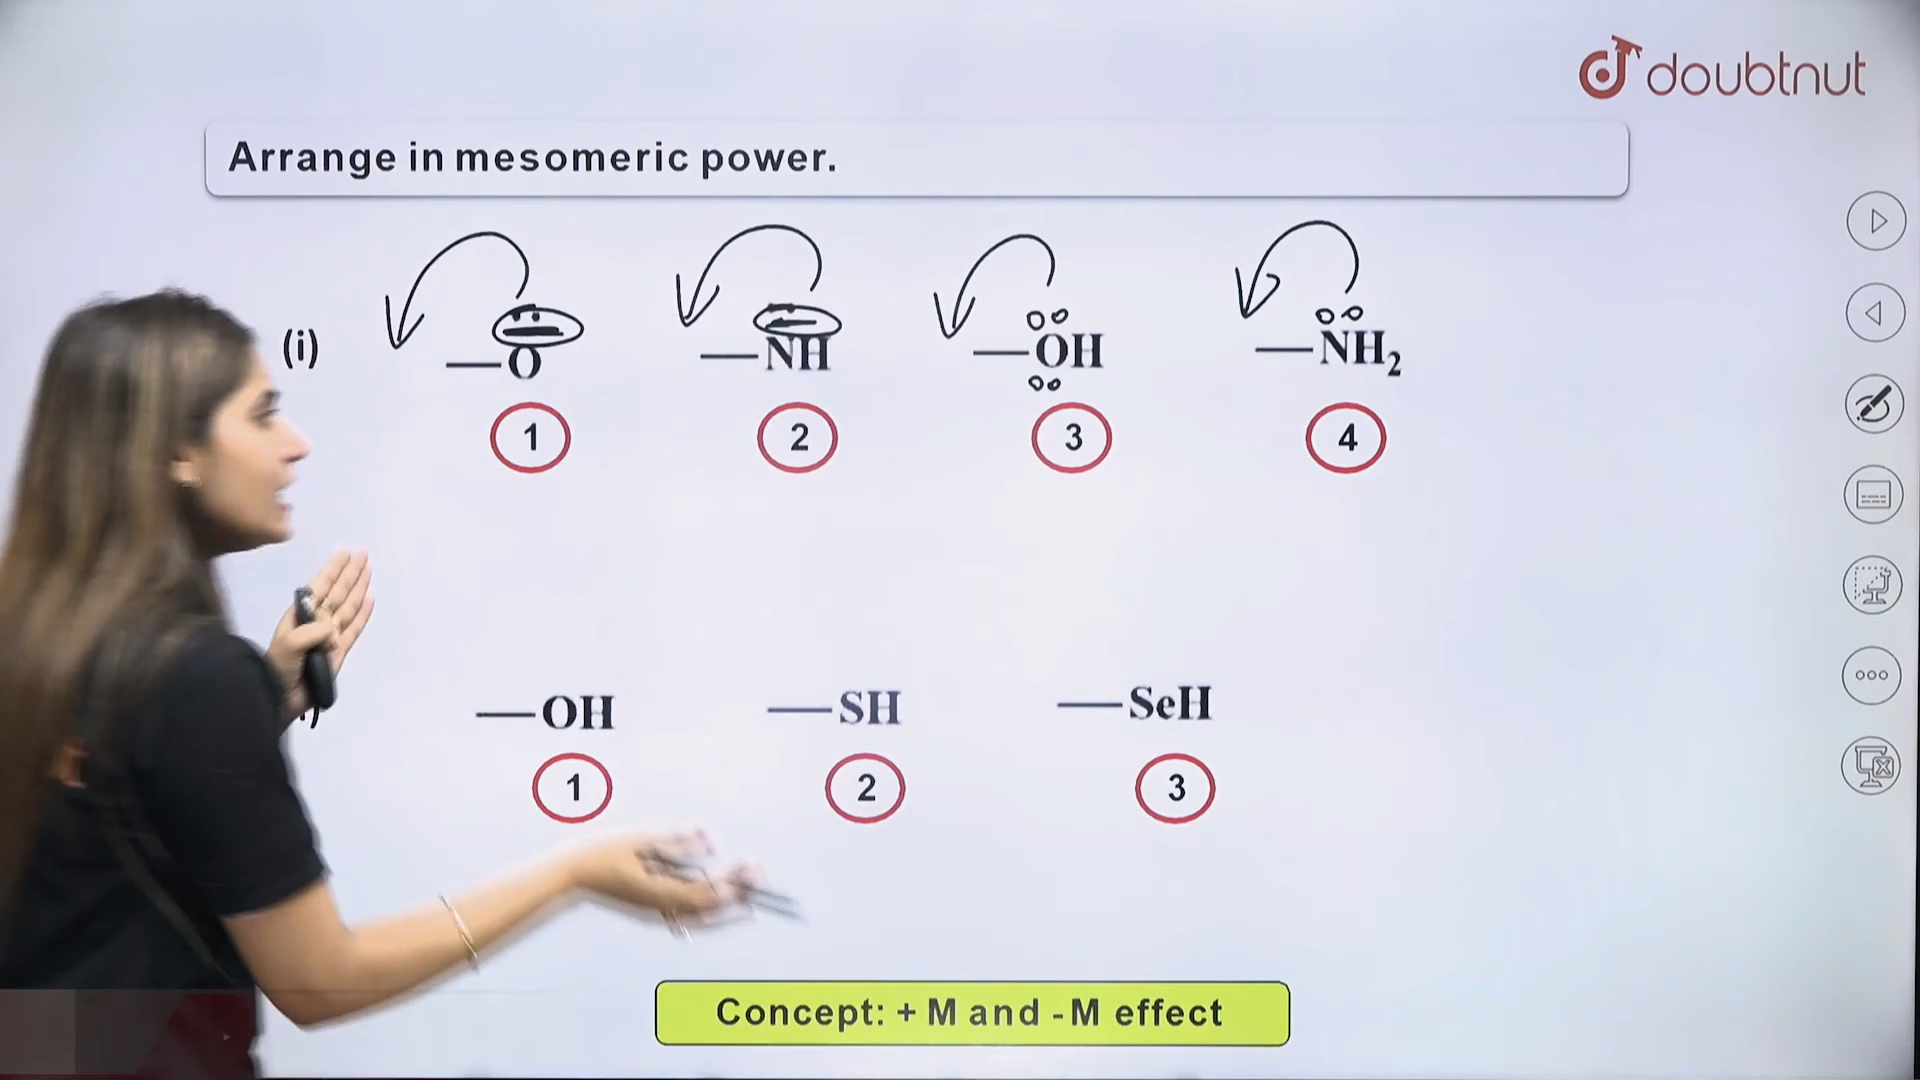 doubtnut
Arrange in mesomeric power.
(i) —O —NH —OH —NH₂
1 2 3 4
—OH —SH —SeH
1 2 3
Concept: + M and - M effect